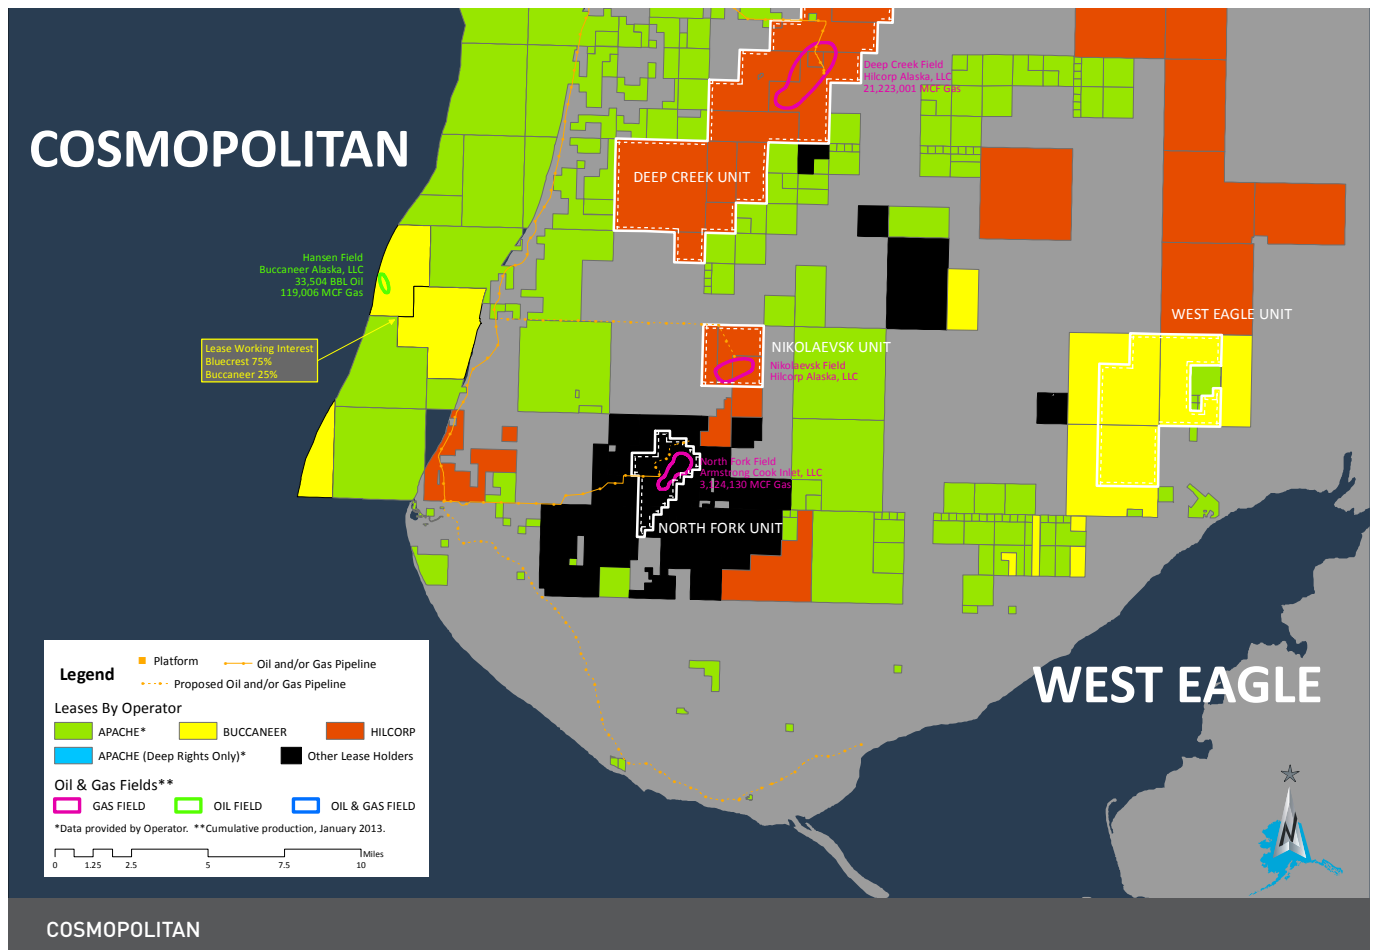 Deep Creek Field
Hilcorp Alaska, LLC
21,223,001 MCF Gas
COSMOPOLITAN
DEEP CREEK UNIT
Hansen Field
Buccaneer Alaska, LLC
33,504 BBL Oil
119,006 MCF Gas
WEST EAGLE UNIT
Lease Working Interest
Bluecrest 75%
Buccaneer 25%
NIKOLAEVSK UNIT
Nikolaevsk Field
Hilcorp Alaska, LLC
North Fork Field
Armstrong Cook Inlet, LLC
3,124,130 MCF Gas
NORTH FORK UNIT
WEST EAGLE
Legend
Platform
Oil and/or Gas Pipeline
Proposed Oil and/or Gas Pipeline
Leases By Operator
APACHE*
BUCCANEER
HILCORP
APACHE (Deep Rights Only)*
Other Lease Holders
Oil & Gas Fields**
GAS FIELD
OIL FIELD
OIL & GAS FIELD
*Data provided by Operator. **Cumulative production, January 2013.
Miles
0 1.25 2.5 5 7.5 10
N
COSMOPOLITAN